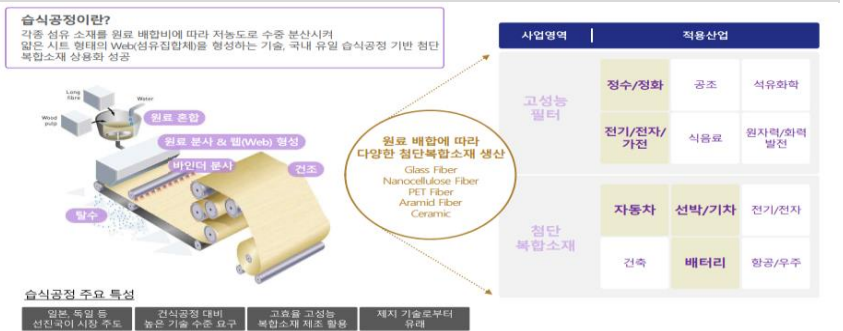 습식공정이란?
각종 섬유 소재를 원료 배합비에 따라 저농도로 수중 분산시켜
얇은 시트 형태의 Web(섬유집합체)을 형성하는 기술, 국내 유일 습식공정 기반 첨단
복합소재 상용화 성공
Long
fibre
Water
Wood
pulp
원료 혼합
원료 분사 & 웹(Web) 형성
바인더 분사
건조
탈수
원료 배합에 따라
다양한 첨단복합소재 생산
Glass Fiber
Nanocellulose Fiber
PET Fiber
Aramid Fiber
Ceramic
사업영역
적용산업
고성능
필터
정수/정화
공조
석유화학
전기/전자/
가전
식음료
원자력/화력
발전
첨단
복합소재
자동차
선박/기차
전기/전자
건축
배터리
항공/우주
습식공정 주요 특성
일본, 독일 등
선진국이 시장 주도
건식공정 대비
높은 기술 수준 요구
고효율 고성능
복합소재 제조 활용
제지 기술로부터
유래